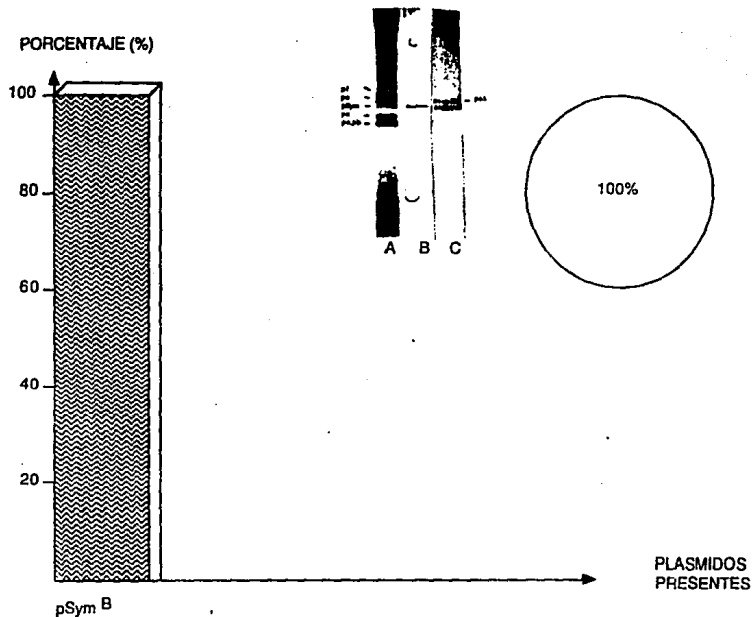 PORCENTAJE (%)
100
80
60
40
20
A B C
100%
pSym B
PLASMIDOS
PRESENTES